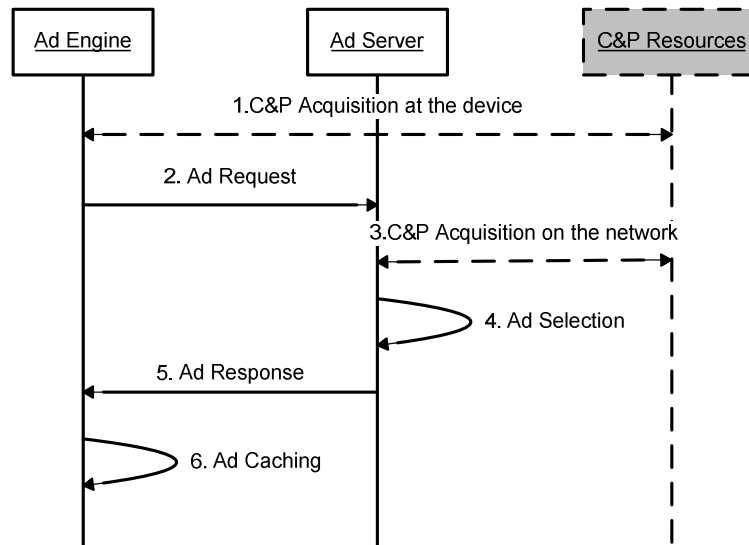 Ad Engine
Ad Server
C&P Resources
1.C&P Acquisition at the device
2. Ad Request
3.C&P Acquisition on the network
4. Ad Selection
5. Ad Response
6. Ad Caching